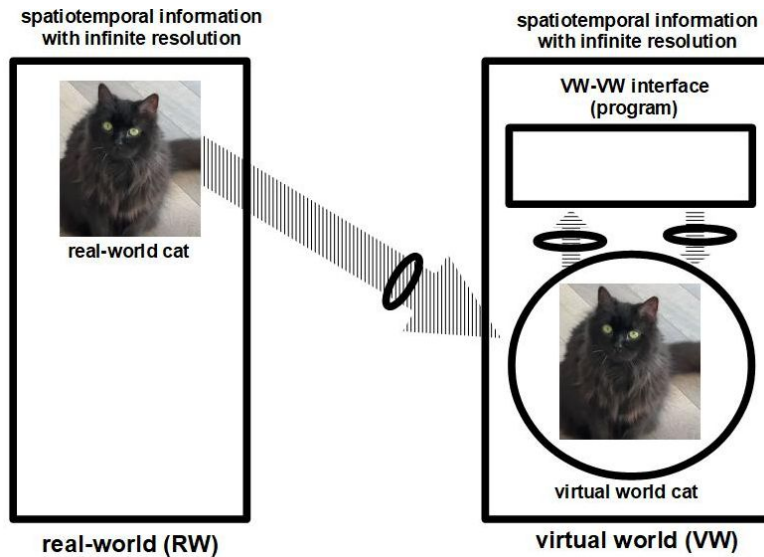 spatiotemporal information
with infinite resolution
real-world cat
real-world (RW)
spatiotemporal information
with infinite resolution
VW-VW interface
(program)
virtual world cat
virtual world (VW)